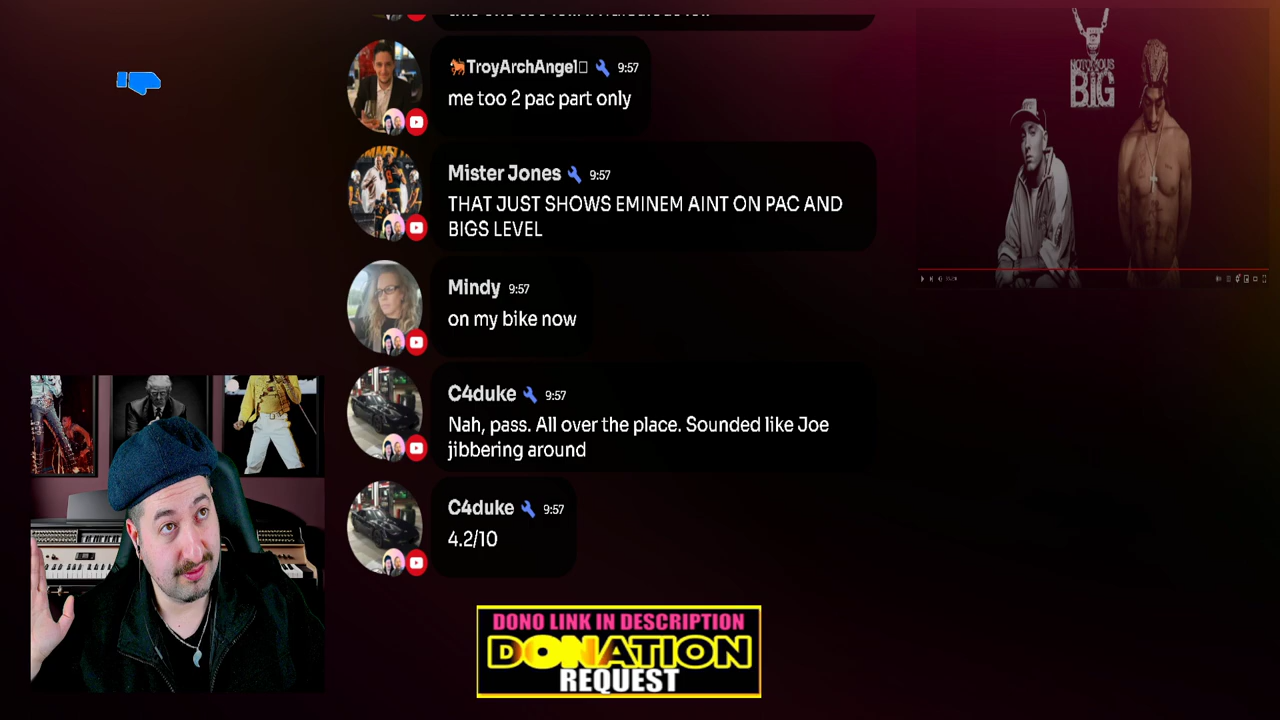 TroyArchAngel 9:57
me too 2 pac part only
NOTORIOUS
BIG
Mister Jones 9:57
THAT JUST SHOWS EMINEM AINT ON PAC AND
BIGS LEVEL
Mindy 9:57
on my bike now
C4duke 9:57
Nah, pass. All over the place. Sounded like Joe
jibbering around
C4duke 9:57
4.2/10
DONO LINK IN DESCRIPTION
DONATION
REQUEST